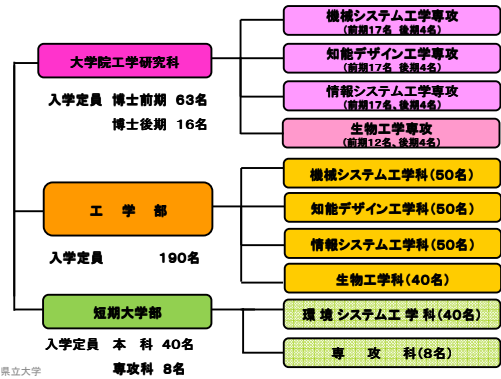 機械システム工学専攻
(前期17名 後期4名)
知能デザイン工学専攻
(前期17名 後期4名)
大学院工学研究科
情報システム工学専攻
(前期17名、後期4名)
入学定員 博士前期 63名
博士後期 16名
生物工学専攻
(前期12名、後期4名)
機械システム工学科(50名)
知能デザイン工学科(50名)
工 学 部
情報システム工学科(50名)
入学定員 190名
生物工学科(40名)
短期大学部
環 境 システム工 学 科(40名)
入学定員 本 科 40名
専 攻 科(8名)
専攻科 8名
県立大学